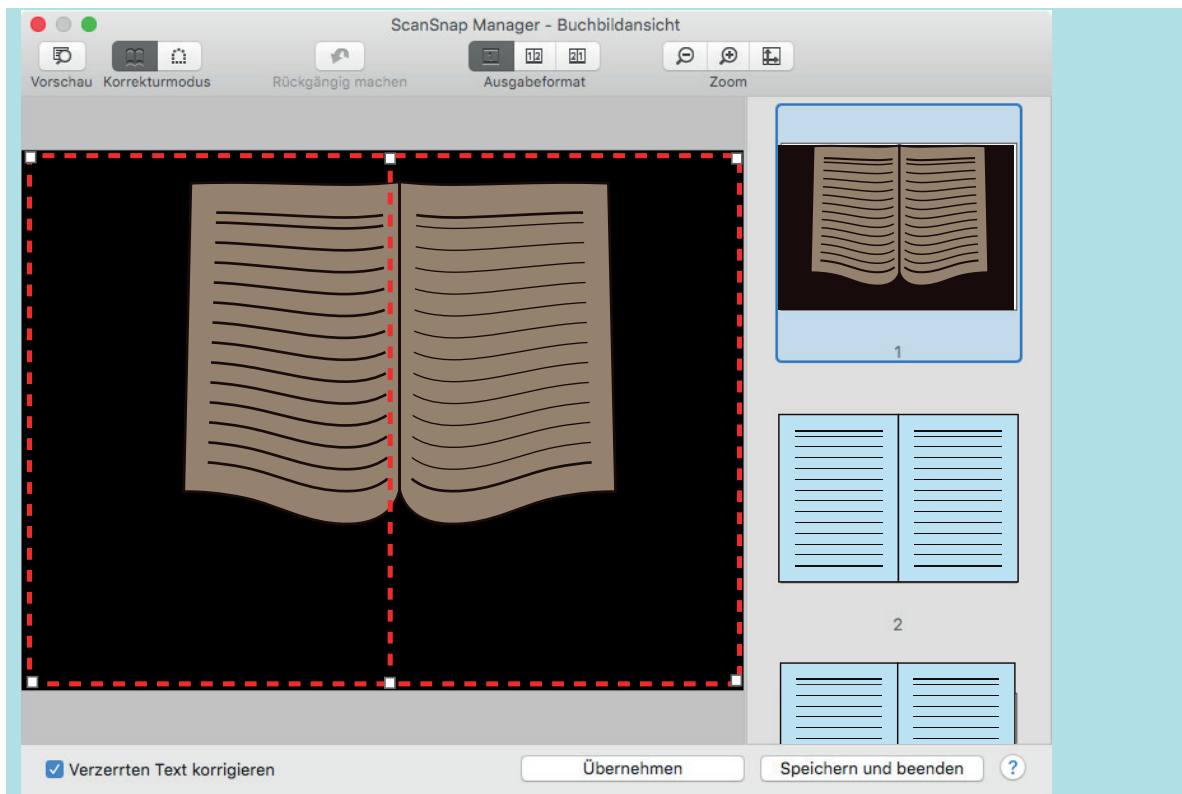 ScanSnap Manager - Buchbildansicht
Vorschau Korrekturmodus Rückgängig machen Ausgabeformat Zoom
1
2
Verzerrten Text korrigieren Übernehmen Speichern und beenden ?